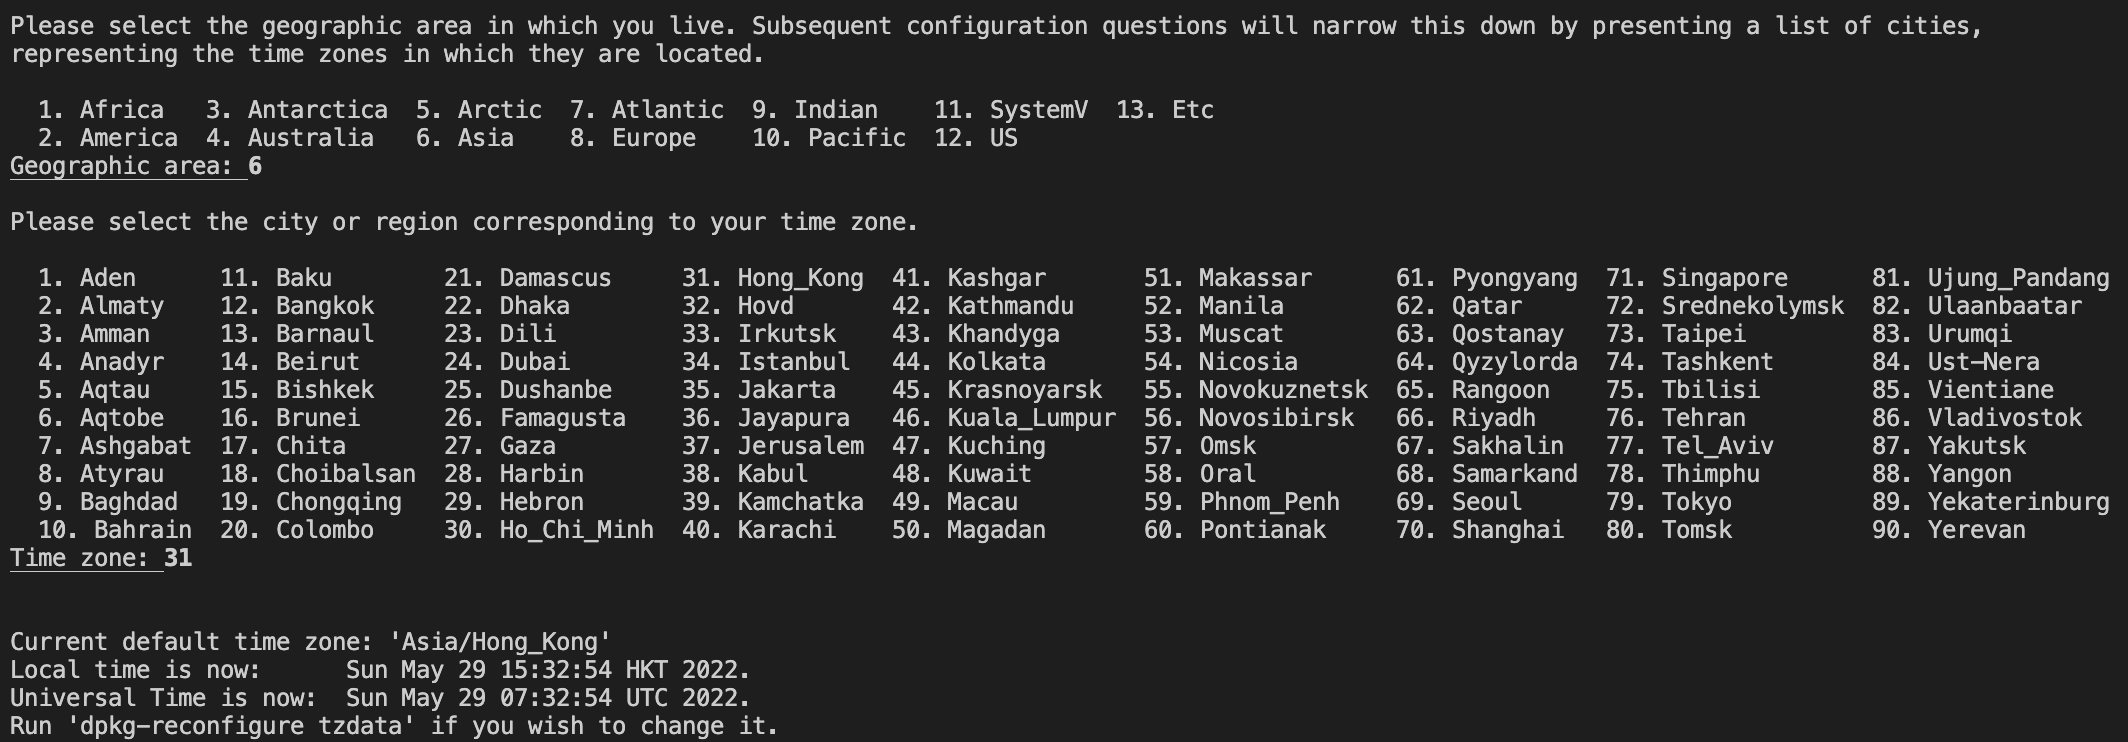 Please select the geographic area in which you live. Subsequent configuration questions will narrow this down by presenting a list of cities,
representing the time zones in which they are located.

  1. Africa   3. Antarctica  5. Arctic  7. Atlantic  9. Indian    11. SystemV  13. Etc
  2. America  4. Australia   6. Asia    8. Europe    10. Pacific  12. US
Geographic area: 6

Please select the city or region corresponding to your time zone.

  1. Aden      11. Baku        21. Damascus     31. Hong_Kong  41. Kashgar       51. Makassar      61. Pyongyang  71. Singapore      81. Ujung_Pandang
  2. Almaty    12. Bangkok     22. Dhaka        32. Hovd       42. Kathmandu     52. Manila        62. Qatar      72. Srednekolymsk  82. Ulaanbaatar
  3. Amman     13. Barnaul     23. Dili         33. Irkutsk    43. Khandyga      53. Muscat        63. Qostanay   73. Taipei         83. Urumqi
  4. Anadyr    14. Beirut      24. Dubai        34. Istanbul   44. Kolkata       54. Nicosia       64. Qyzylorda  74. Tashkent       84. Ust-Nera
  5. Aqtau     15. Bishkek     25. Dushanbe     35. Jakarta    45. Krasnoyarsk   55. Novokuznetsk  65. Rangoon    75. Tbilisi        85. Vientiane
  6. Aqtobe    16. Brunei      26. Famagusta    36. Jayapura   46. Kuala_Lumpur  56. Novosibirsk   66. Riyadh     76. Tehran         86. Vladivostok
  7. Ashgabat  17. Chita       27. Gaza         37. Jerusalem  47. Kuching       57. Omsk          67. Sakhalin   77. Tel_Aviv       87. Yakutsk
  8. Atyrau    18. Choibalsan  28. Harbin       38. Kabul      48. Kuwait        58. Oral          68. Samarkand  78. Thimphu        88. Yangon
  9. Baghdad   19. Chongqing   29. Hebron       39. Kamchatka  49. Macau         59. Phnom_Penh    69. Seoul      79. Tokyo          89. Yekaterinburg
  10. Bahrain  20. Colombo     30. Ho_Chi_Minh  40. Karachi    50. Magadan       60. Pontianak     70. Shanghai   80. Tomsk          90. Yerevan
Time zone: 31

Current default time zone: 'Asia/Hong_Kong'
Local time is now:      Sun May 29 15:32:54 HKT 2022.
Universal Time is now:  Sun May 29 07:32:54 UTC 2022.
Run 'dpkg-reconfigure tzdata' if you wish to change it.